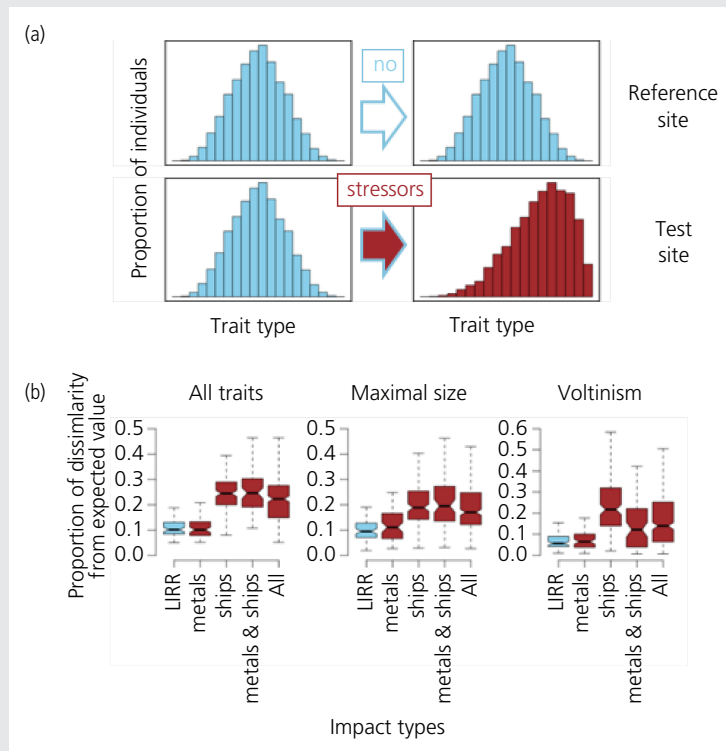 (a)
Proportion of individuals
no
Reference
site
stressors
Test
site
Trait type
Trait type
(b)
Proportion of dissimlarity
from expected value
All traits
Maximal size
Voltinism
0.5
0.4
0.3
0.2
0.1
0.0
0.5
0.4
0.3
0.2
0.1
0.0
0.6
0.5
0.4
0.3
0.2
0.1
0.0
LIRR
metals
ships
metals & ships
All
LIRR
metals
ships
metals & ships
All
LIRR
metals
ships
metals & ships
All
Impact types